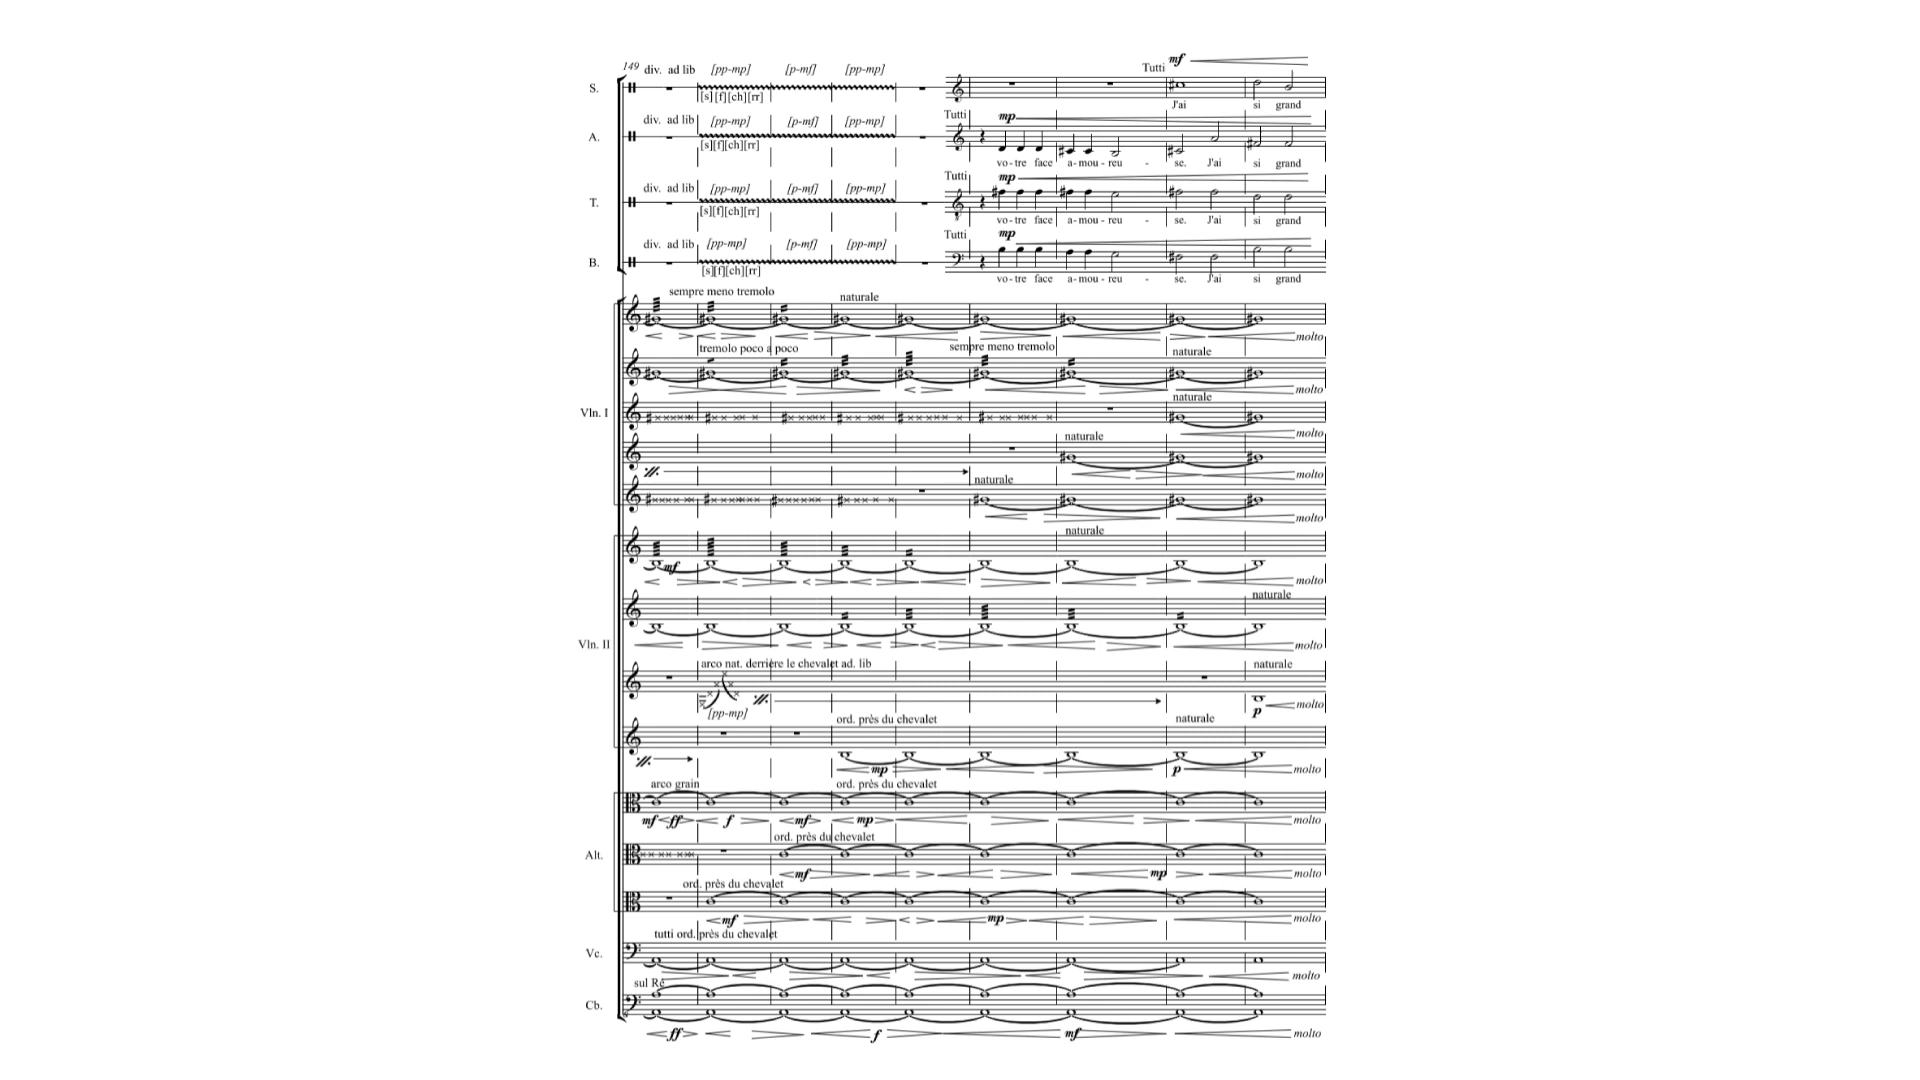 149 div. ad lib [pp-mp] [p-mf] [pp-mp] Tutti mf
S.
[s][f][ch][rr] J'ai si grand
div. ad lib [pp-mp] [p-mf] [pp-mp] Tutti mp
A.
[s][f][ch][rr] vo-tre face a-mou-reu - se. J'ai si grand
div. ad lib [pp-mp] [p-mf] [pp-mp] Tutti mp
T.
[s][f][ch][rr] vo-tre face a-mou-reu - se. J'ai si grand
div. ad lib [pp-mp] [p-mf] [pp-mp] Tutti mp
B.
[s][f][ch][rr] vo-tre face a-mou-reu - se. J'ai si grand
sempre meno tremolo naturale
molto
tremolo poco a poco sempre meno tremolo naturale
molto
naturale
Vln. I
molto
naturale
molto
naturale
molto
naturale
mf molto
naturale
Vln. II molto
arco nat. derrière le chevalet ad. lib naturale
[pp-mp] p molto
ord. près du chevalet naturale
mp p molto
arco grain ord. près du chevalet
mf ff f mf mp molto
ord. près du chevalet
Alt.
mf mp molto
ord. près du chevalet
mf mp molto
tutti ord. près du chevalet
Vc.
molto
sul Ré
Cb.
ff f mf molto